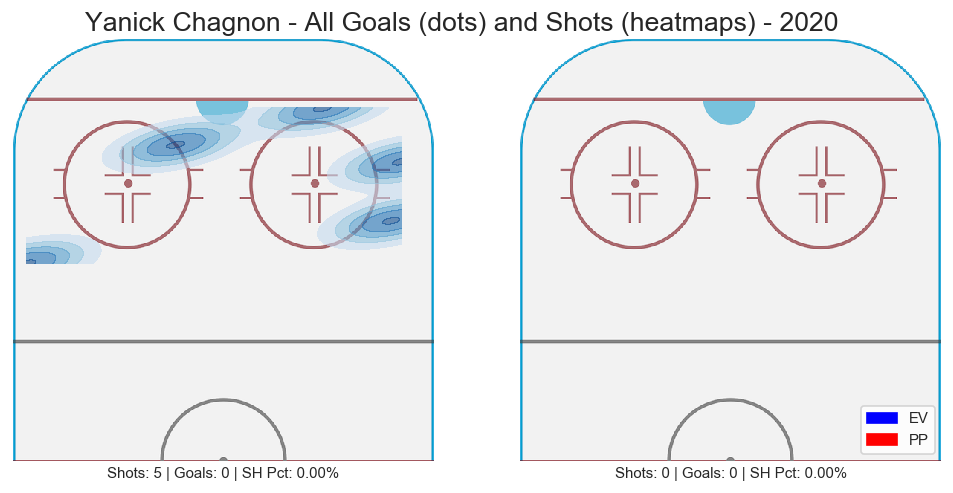 Yanick Chagnon - All Goals (dots) and Shots (heatmaps) - 2020
EV
PP
Shots: 5 | Goals: 0 | SH Pct: 0.00%
Shots: 0 | Goals: 0 | SH Pct: 0.00%